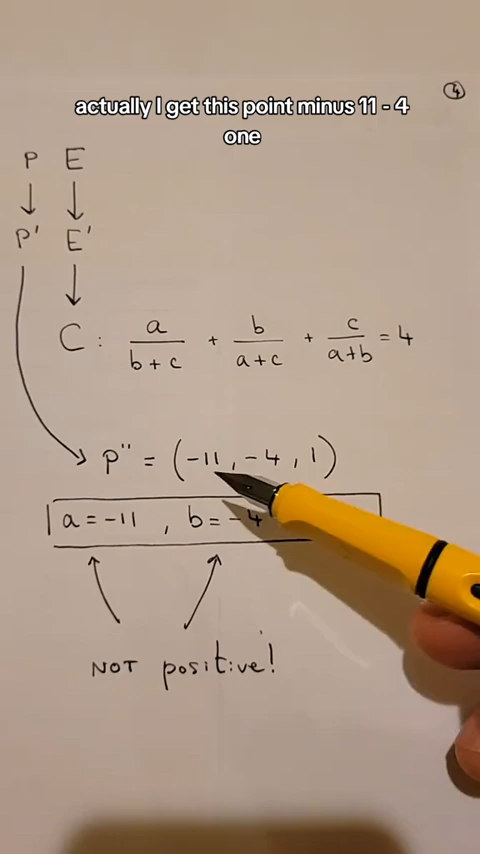 actually I get this point minus 11 - 4
one
4
P E
↓ ↓
P' E'
↓
C: a/(b+c) + b/(a+c) + c/(a+b) = 4
P'' = (-11, -4, 1)
a = -11 , b = -4
NOT positive!